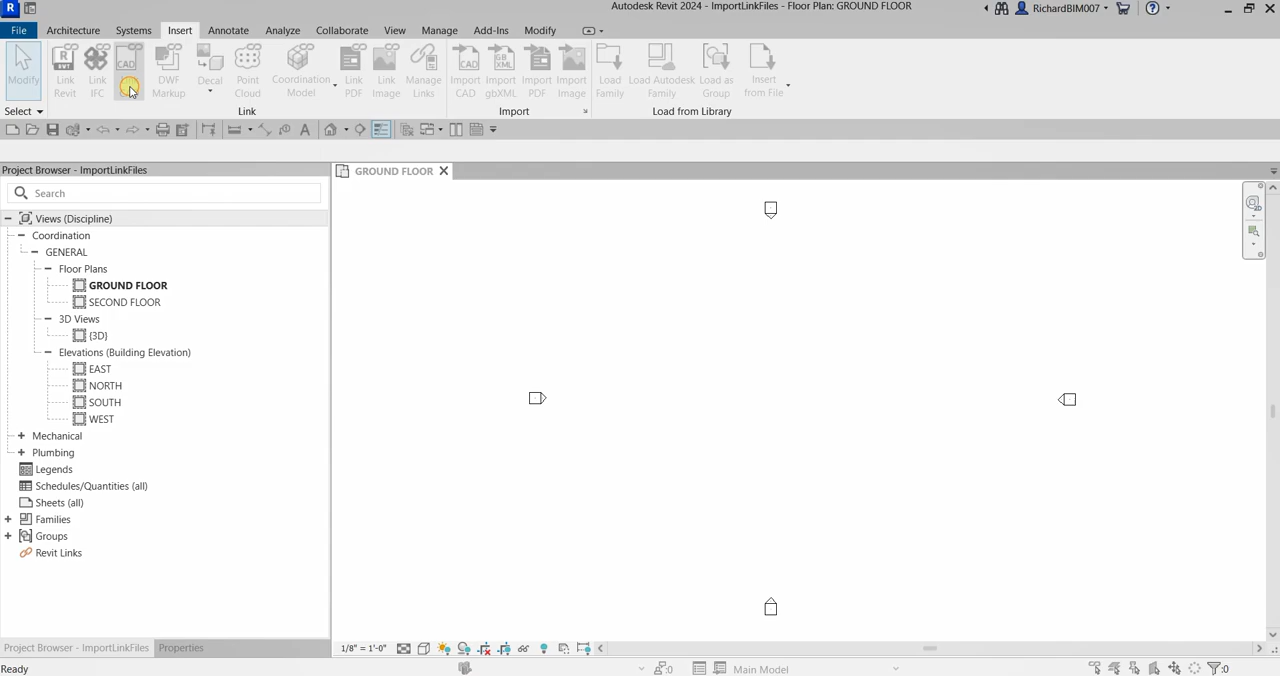 R
Autodesk Revit 2024 - ImportLinkFiles - Floor Plan: GROUND FLOOR
RichardBIM007
File Architecture Systems Insert Annotate Analyze Collaborate View Manage Add-Ins Modify
Modify
Link Revit
Link IFC
CAD
DWF Markup
Decal
Point Cloud
Coordination Model
Link PDF
Link Image
Manage Links
Import CAD
Import gbXML
Import PDF
Import Image
Load Family
Load Autodesk Family
Load as Group
Insert from File
Select Link Import Load from Library
Project Browser - ImportLinkFiles
GROUND FLOOR
Search
Views (Discipline)
Coordination
GENERAL
Floor Plans
GROUND FLOOR
SECOND FLOOR
3D Views
{3D}
Elevations (Building Elevation)
EAST
NORTH
SOUTH
WEST
Mechanical
Plumbing
Legends
Schedules/Quantities (all)
Sheets (all)
Families
Groups
Revit Links
Project Browser - ImportLinkFiles Properties
1/8" = 1'-0"
Ready
:0
Main Model
:0